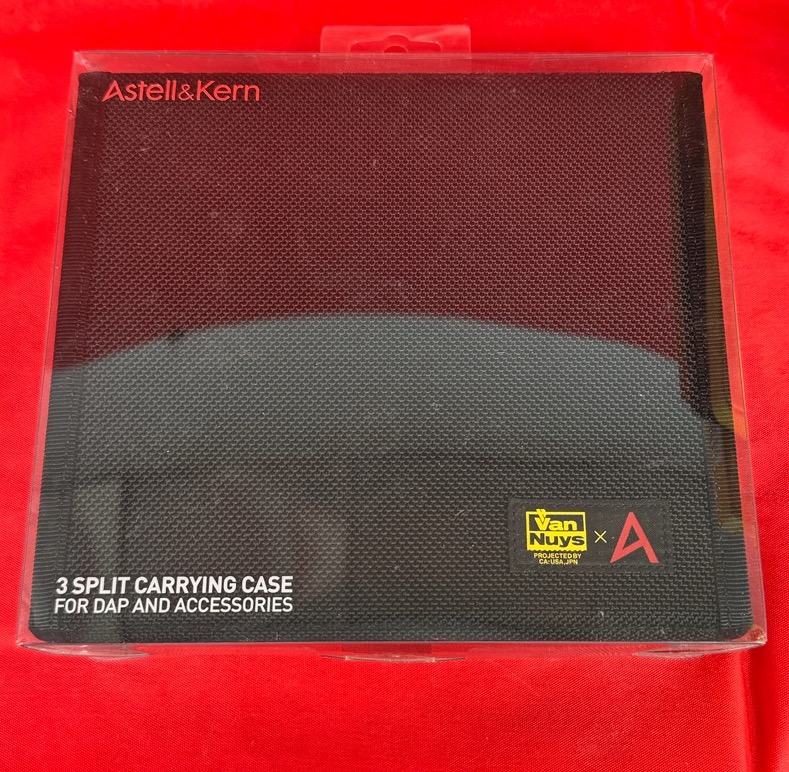 Astell&Kern
Van
Nuys
×
PROJECTED BY
CA:USA,JPN
3 SPLIT CARRYING CASE
FOR DAP AND ACCESSORIES